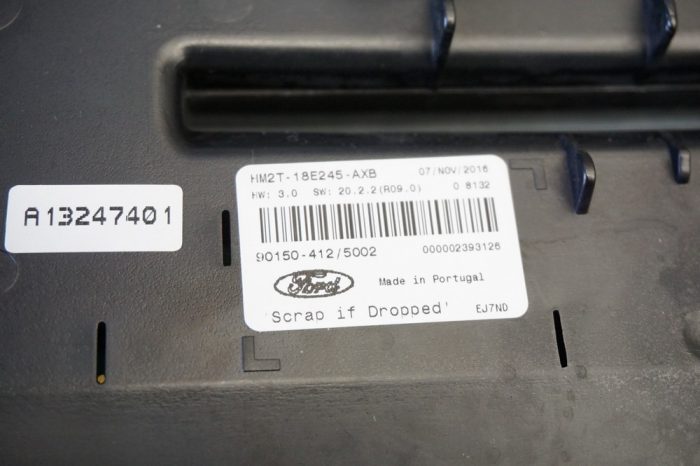 HM2T-18E245-AXB 07/NOV/2016
HW: 3.0 SW: 20.2.2(R09.0) 0 8132
A13247401
90150-412/5002 000002393126
Ford Made in Portugal
'Scrap if Dropped' EJ7ND